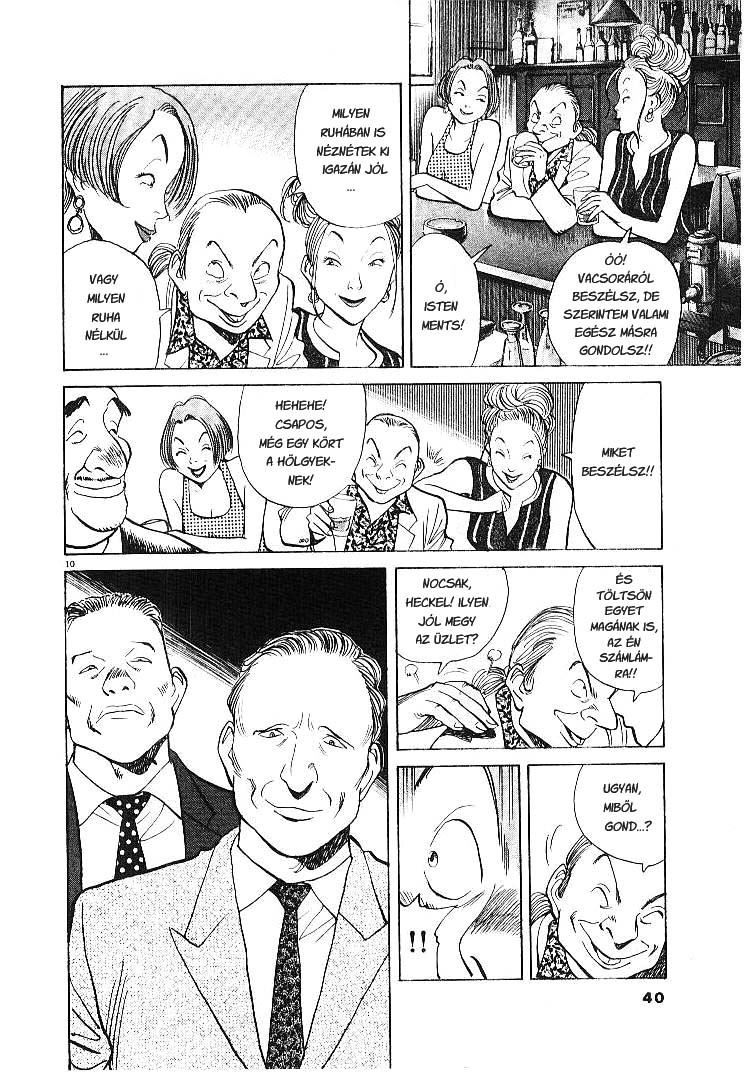 ÒÓ!
VACSORÁRÓL
BESZÉLSZ, DE
SZERINTEM VALAMI
EGÉSZ MÁSRA
GONDOLSZ!!
Ó,
ISTEN
MENTS!
MILYEN
RUHÁBAN IS
NÉZNÉTEK KI
IGAZÁN JÓL
...
VAGY
MILYEN
RUHA
NÉLKÜL
...
MIKET
BESZÉLSZ!!
HEHEHE!
CSAPOS,
MÉG EGY KÖRT
A HÖLGYEK-
NEK!
10
ÉS
TÖLTSÖN
EGYET
MAGÁNAK IS,
AZ ÉN
SZÁMLÁM-
RA!!
NOCSAK,
HECKEL! ILYEN
JÓL MEGY
AZ ÜZLET?
UGYAN,
MIBŐL
GOND...?
!!
40